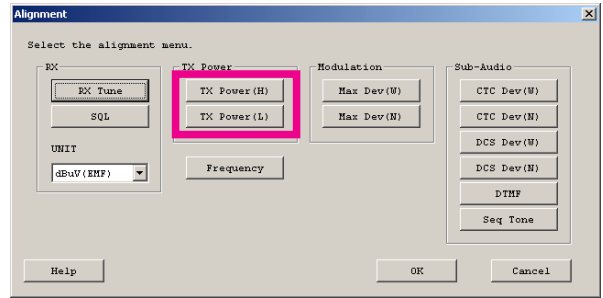 Alignment
Select the alignment menu.
RX
RX Tune
SQL
UNIT
dBuV(EMF)
TX Power
TX Power(H)
TX Power(L)
Frequency
Modulation
Max Dev(W)
Max Dev(N)
Sub-Audio
CTC Dev(W)
CTC Dev(N)
DCS Dev(W)
DCS Dev(N)
DTMF
Seq Tone
Help
OK
Cancel